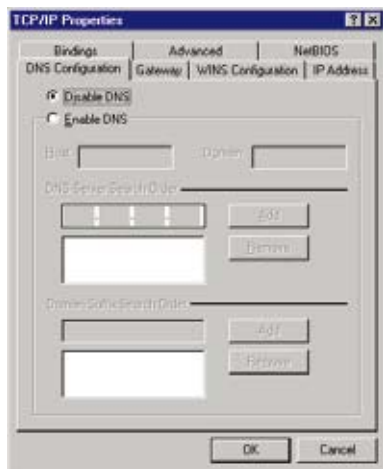 TCP/IP Properties
Bindings Advanced NetBIOS
DNS Configuration Gateway WINS Configuration IP Address
Disable DNS
Enable DNS
Host: Domain:
DNS Server Search Order
Add
Remove
Domain Suffix Search Order
Add
Remove
OK Cancel